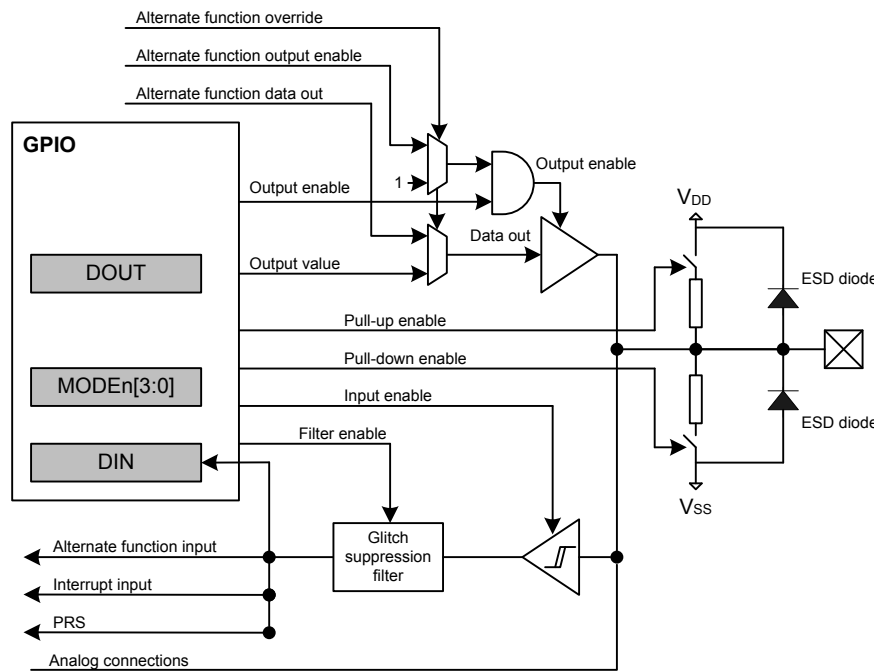 Alternate function override
Alternate function output enable
Alternate function data out
GPIO
Output enable
1
Output enable
VDD
Data out
DOUT
Output value
ESD diode
Pull-up enable
Pull-down enable
MODEn[3:0]
Input enable
ESD diode
Filter enable
DIN
VSS
Glitch
suppression
filter
Alternate function input
Interrupt input
PRS
Analog connections